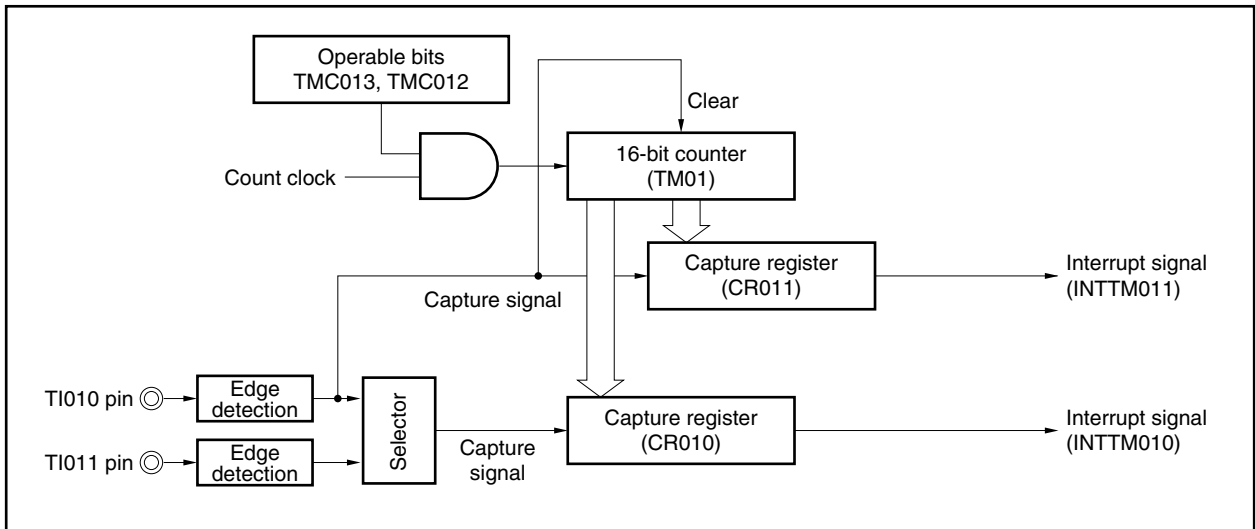 Operable bits
TMC013, TMC012
Clear
16-bit counter
(TM01)
Count clock
Capture register
(CR011)
Interrupt signal
(INTTM011)
Capture signal
TI010 pin
Edge
detection
Selector
Capture register
(CR010)
Interrupt signal
(INTTM010)
TI011 pin
Edge
detection
Capture
signal